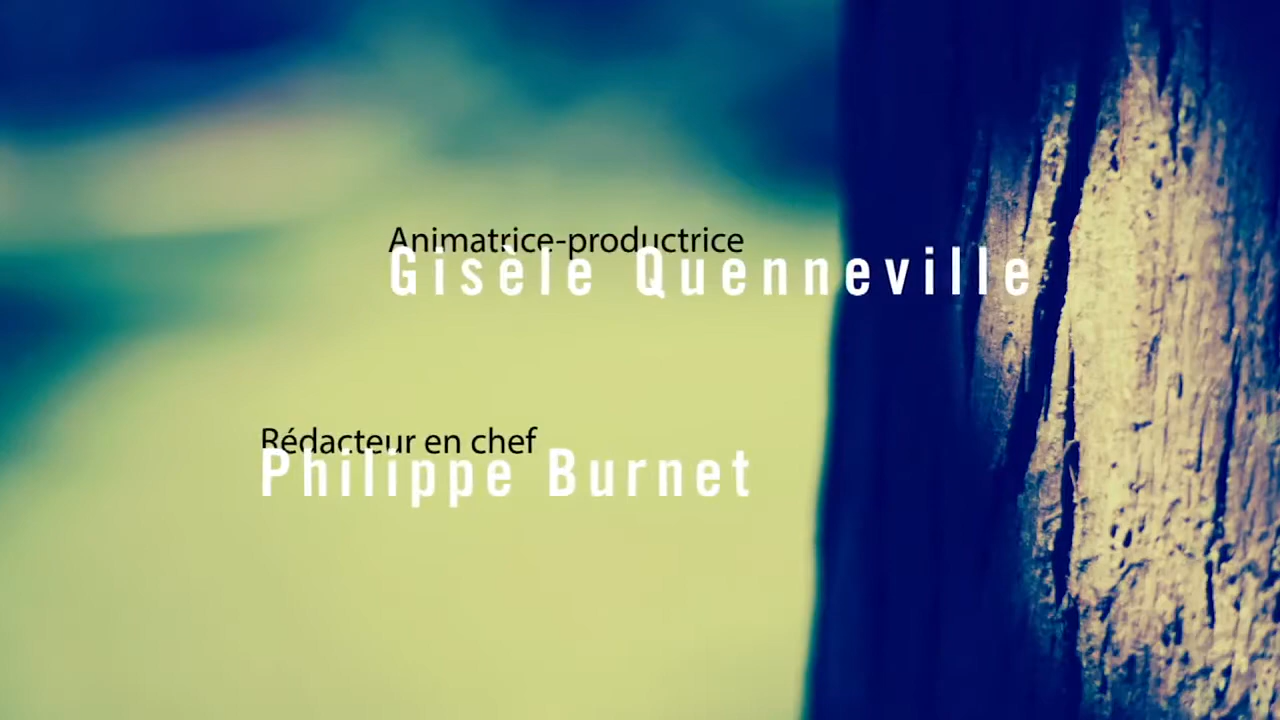 Animatrice-productrice
Gisèle Quenneville
Rédacteur en chef
Philippe Burnet